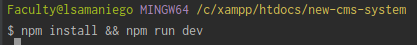 Faculty@lsamaniego MINGW64 /c/xampp/htdocs/new-cms-system
$ npm install && npm run dev